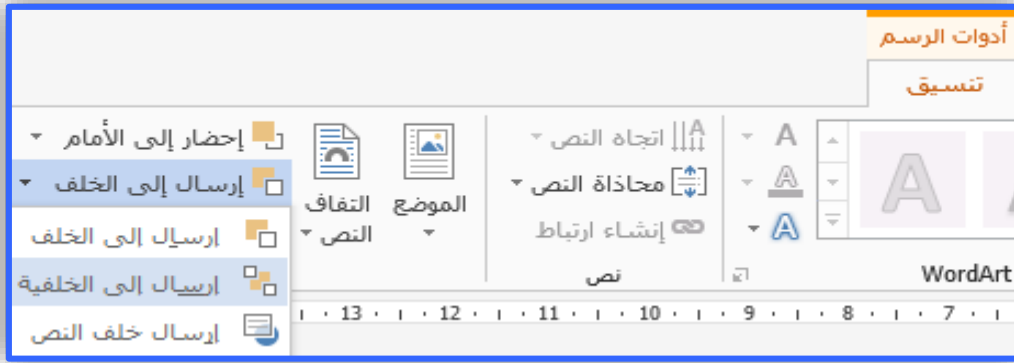 أدوات الرسم
تنسيق
A
A
A
A
WordArt
اتجاه النص
محاذاة النص
إنشاء ارتباط
نص
الموضع
التفاف
النص
إحضار إلى الأمام
إرسال إلى الخلف
إرسال إلى الخلف
إرسال إلى الخلفية
إرسال خلف النص
13 12 11 10 9 8 7